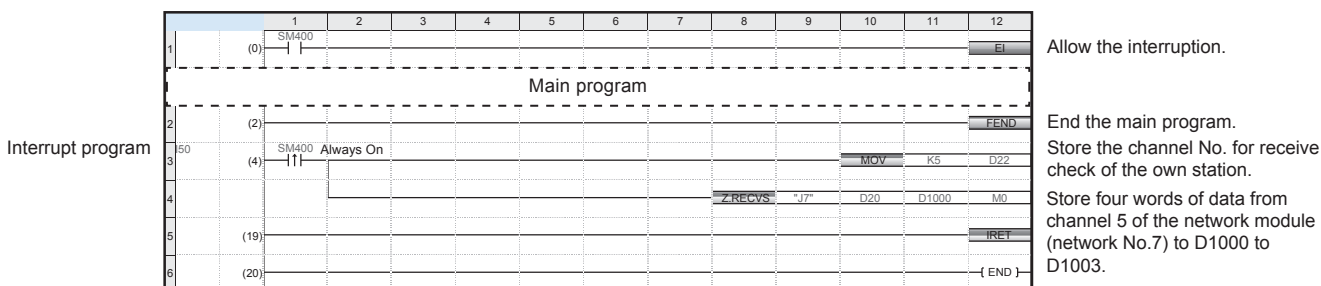 1 2 3 4 5 6 7 8 9 10 11 12
SM400
1 (0) EI Allow the interruption.
Main program
2 (2) FEND End the main program.
Interrupt program I50 SM400 Always On Store the channel No. for receive
3 (4) MOV K5 D22 check of the own station.
4 Z.RECVS "J7" D20 D1000 M0 Store four words of data from
channel 5 of the network module
5 (19) IRET (network No.7) to D1000 to
6 (20) END D1003.